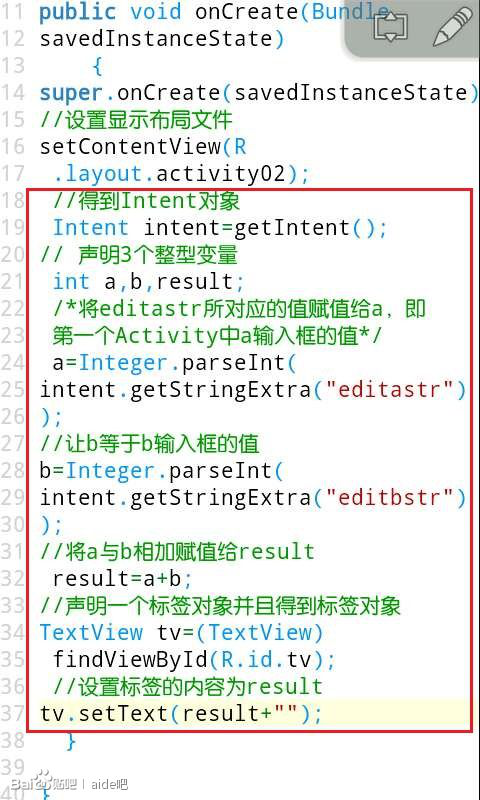 11 public void onCreate(Bundle
12 savedInstanceState)
13 {
14 super.onCreate(savedInstanceState)
15 //设置显示布局文件
16 setContentView(R
17 .layout.activity02);
18 //得到Intent对象
19 Intent intent=getIntent();
20 // 声明3个整型变量
21 int a,b,result;
22 /*将editastr所对应的值赋值给a，即
23 第一个Activity中a输入框的值*/
24 a=Integer.parseInt(
25 intent.getStringExtra("editastr")
26 );
27 //让b等于b输入框的值
28 b=Integer.parseInt(
29 intent.getStringExtra("editbstr")
30 );
31 //将a与b相加赋值给result
32 result=a+b;
33 //声明一个标签对象并且得到标签对象
34 TextView tv=(TextView)
35 findViewById(R.id.tv);
36 //设置标签的内容为result
37 tv.setText(result+"");
38 }
39
Bai贴吧 | aide吧
40 }